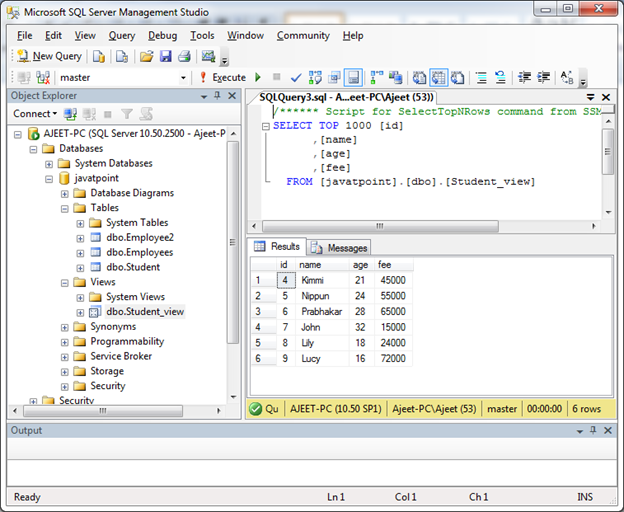 Microsoft SQL Server Management Studio
File Edit View Query Debug Tools Window Community Help
New Query
master Execute
Object Explorer
Connect
AJEET-PC (SQL Server 10.50.2500 - Ajeet-P
Databases
System Databases
javatpoint
Database Diagrams
Tables
System Tables
dbo.Employee2
dbo.Employees
dbo.Student
Views
System Views
dbo.Student_view
Synonyms
Programmability
Service Broker
Storage
Security
Security
SQLQuery3.sql - A...eet-PC\Ajeet (53))
/****** Script for SelectTopNRows command from SSM
SELECT TOP 1000 [id]
,[name]
,[age]
,[fee]
FROM [javatpoint].[dbo].[Student_view]
Results Messages
id name age fee
1 4 Kimmi 21 45000
2 5 Nippun 24 55000
3 6 Prabhakar 28 65000
4 7 John 32 15000
5 8 Lily 18 24000
6 9 Lucy 16 72000
Qu AJEET-PC (10.50 SP1) Ajeet-PC\Ajeet (53) master 00:00:00 6 rows
Output
Ready Ln 1 Col 1 Ch 1 INS